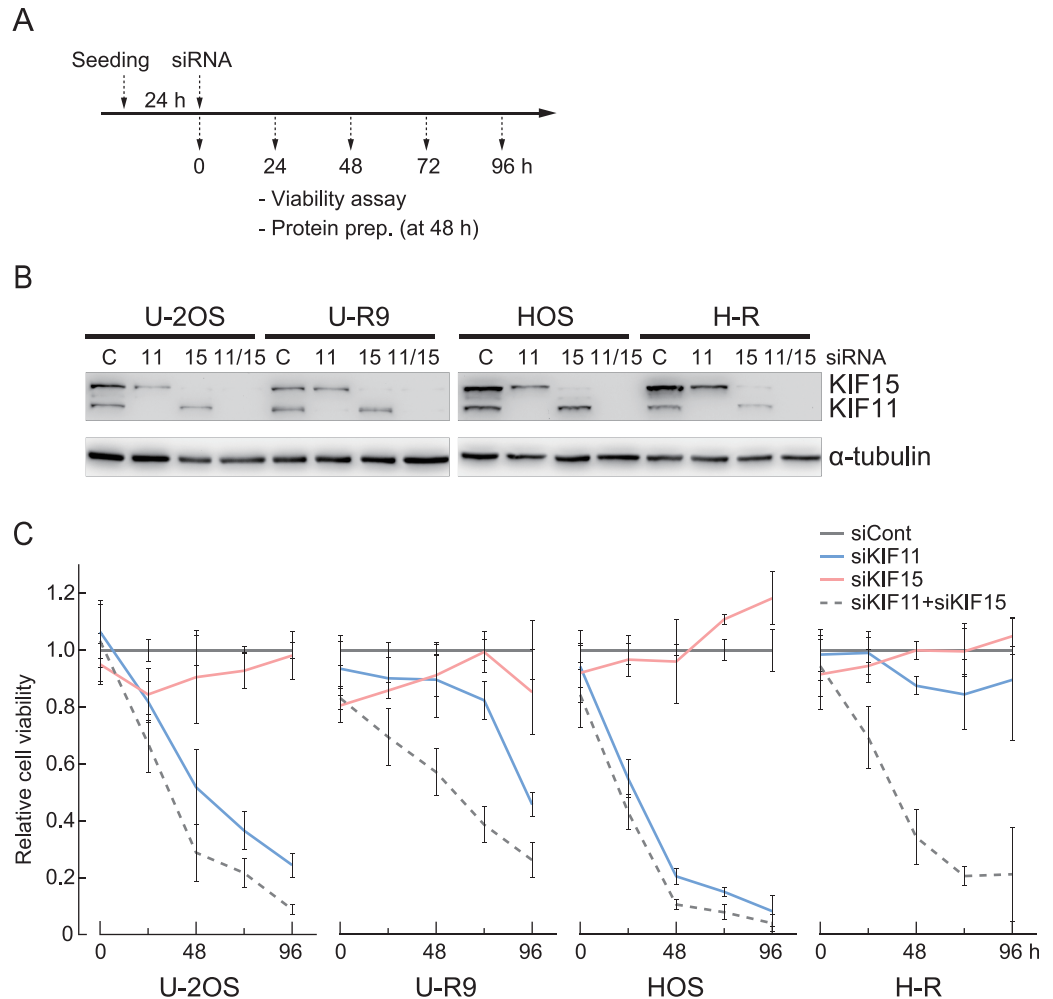 A
Seeding siRNA
24 h
0 24 48 72 96 h
- Viability assay
- Protein prep. (at 48 h)
B
U-2OS U-R9 HOS H-R
C 11 15 11/15 C 11 15 11/15 C 11 15 11/15 C 11 15 11/15 siRNA
KIF15
KIF11
α-tubulin
C
siCont
siKIF11
siKIF15
siKIF11+siKIF15
Relative cell viability
1.2
1.0
0.8
0.6
0.4
0.2
0
0 48 96 0 48 96 0 48 96 0 48 96 h
U-2OS U-R9 HOS H-R